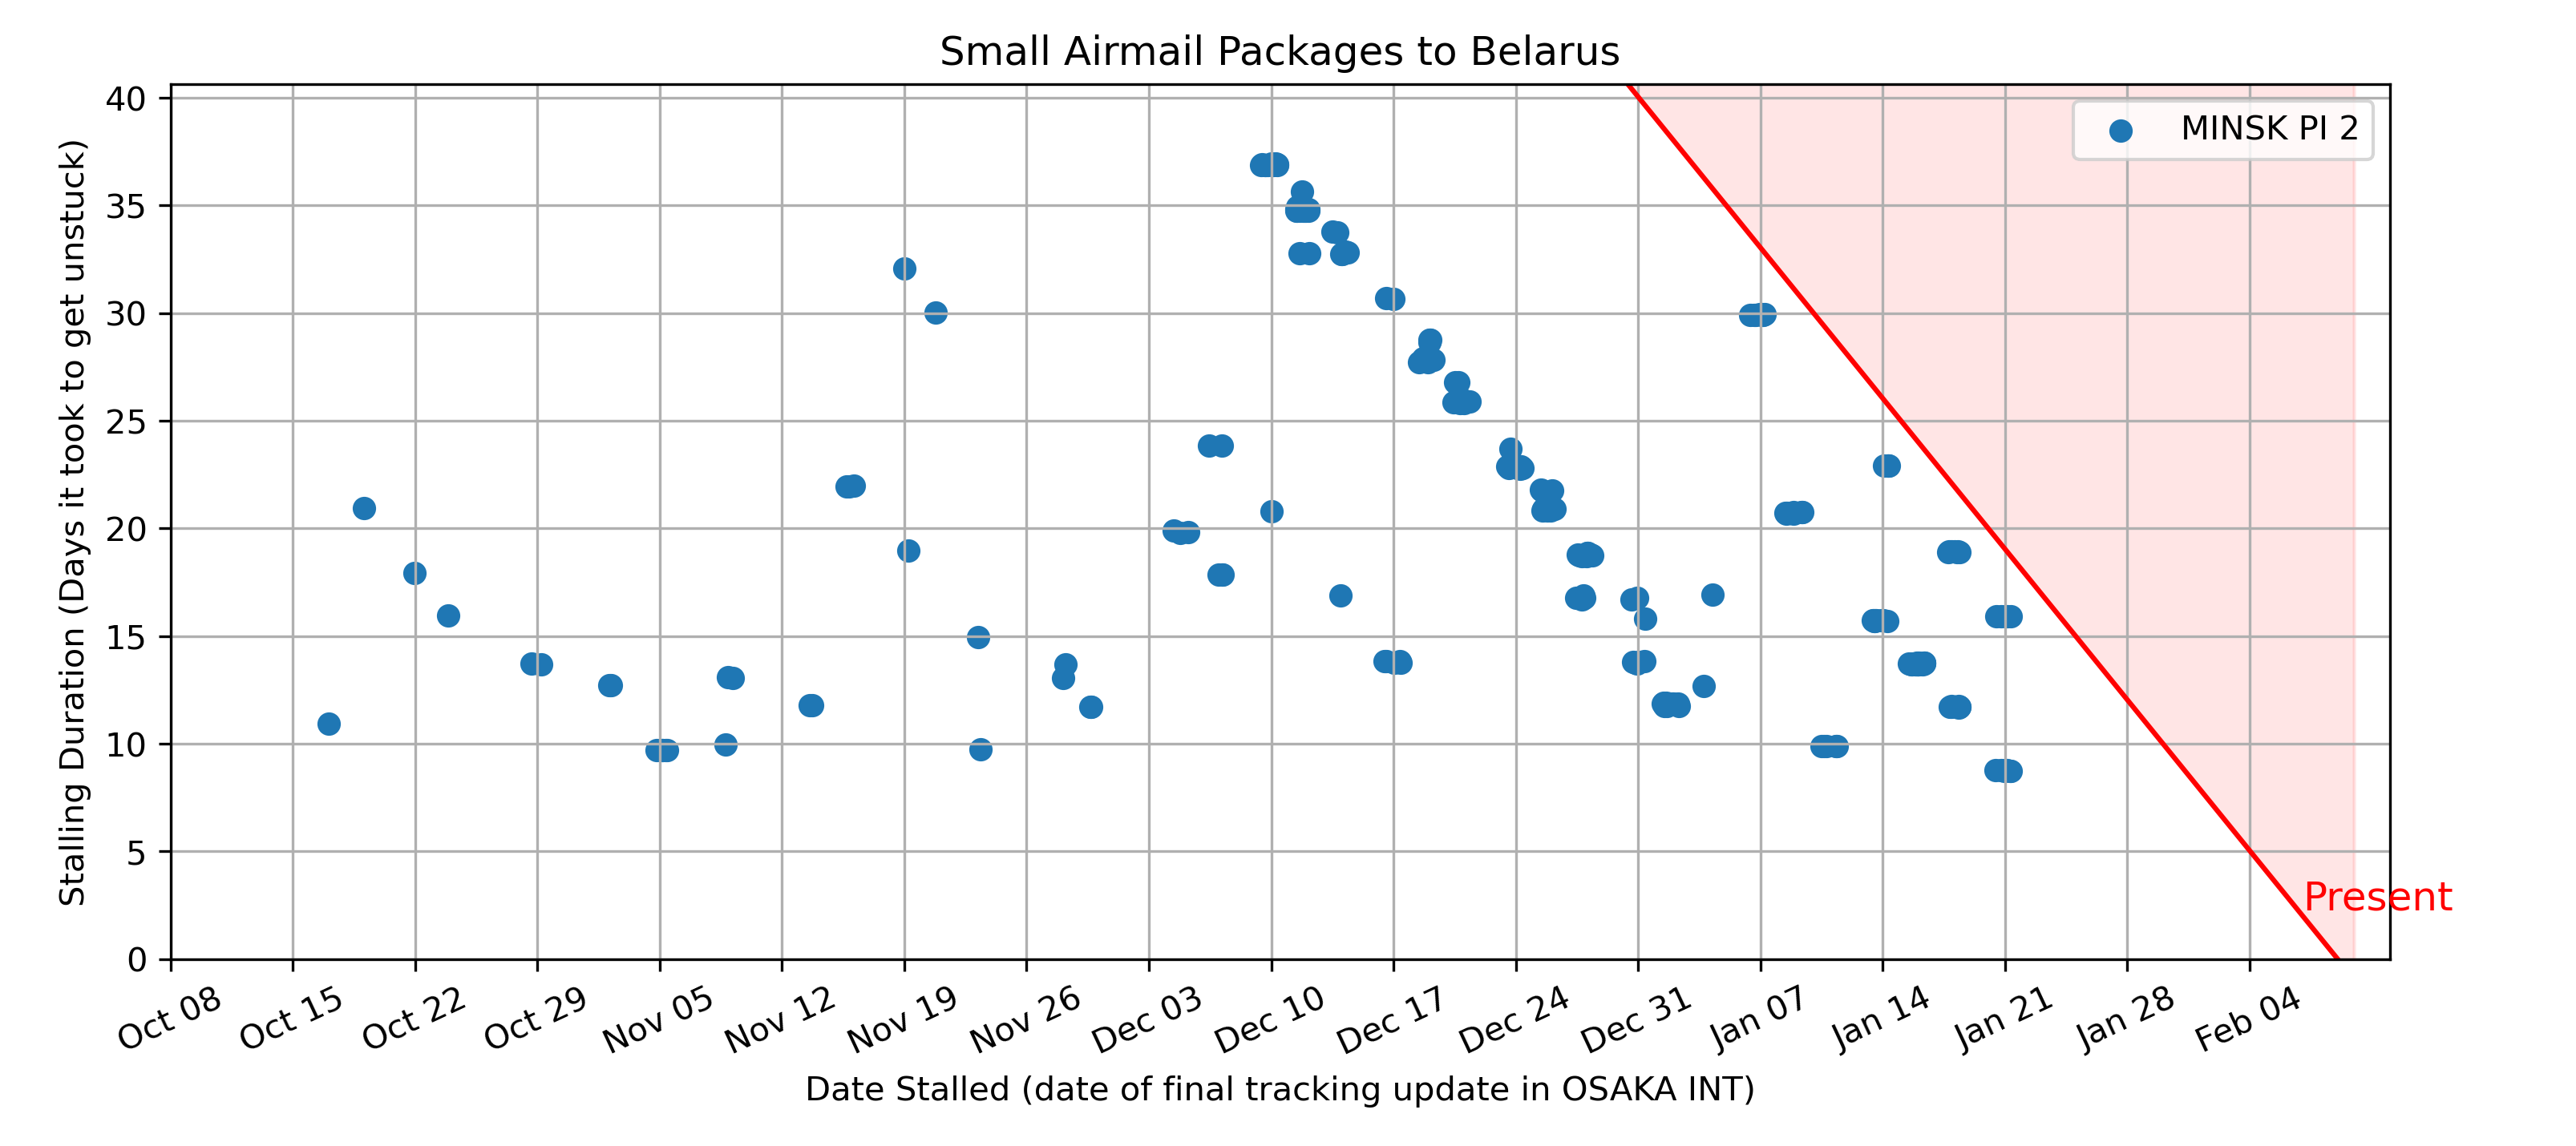 Small Airmail Packages to Belarus
Stalling Duration (Days it took to get unstuck)
40
35
30
25
20
15
10
5
0
MINSK PI 2
Present
Oct 08
Oct 15
Oct 22
Oct 29
Nov 05
Nov 12
Nov 19
Nov 26
Dec 03
Dec 10
Dec 17
Dec 24
Dec 31
Jan 07
Jan 14
Jan 21
Jan 28
Feb 04
Date Stalled (date of final tracking update in OSAKA INT)